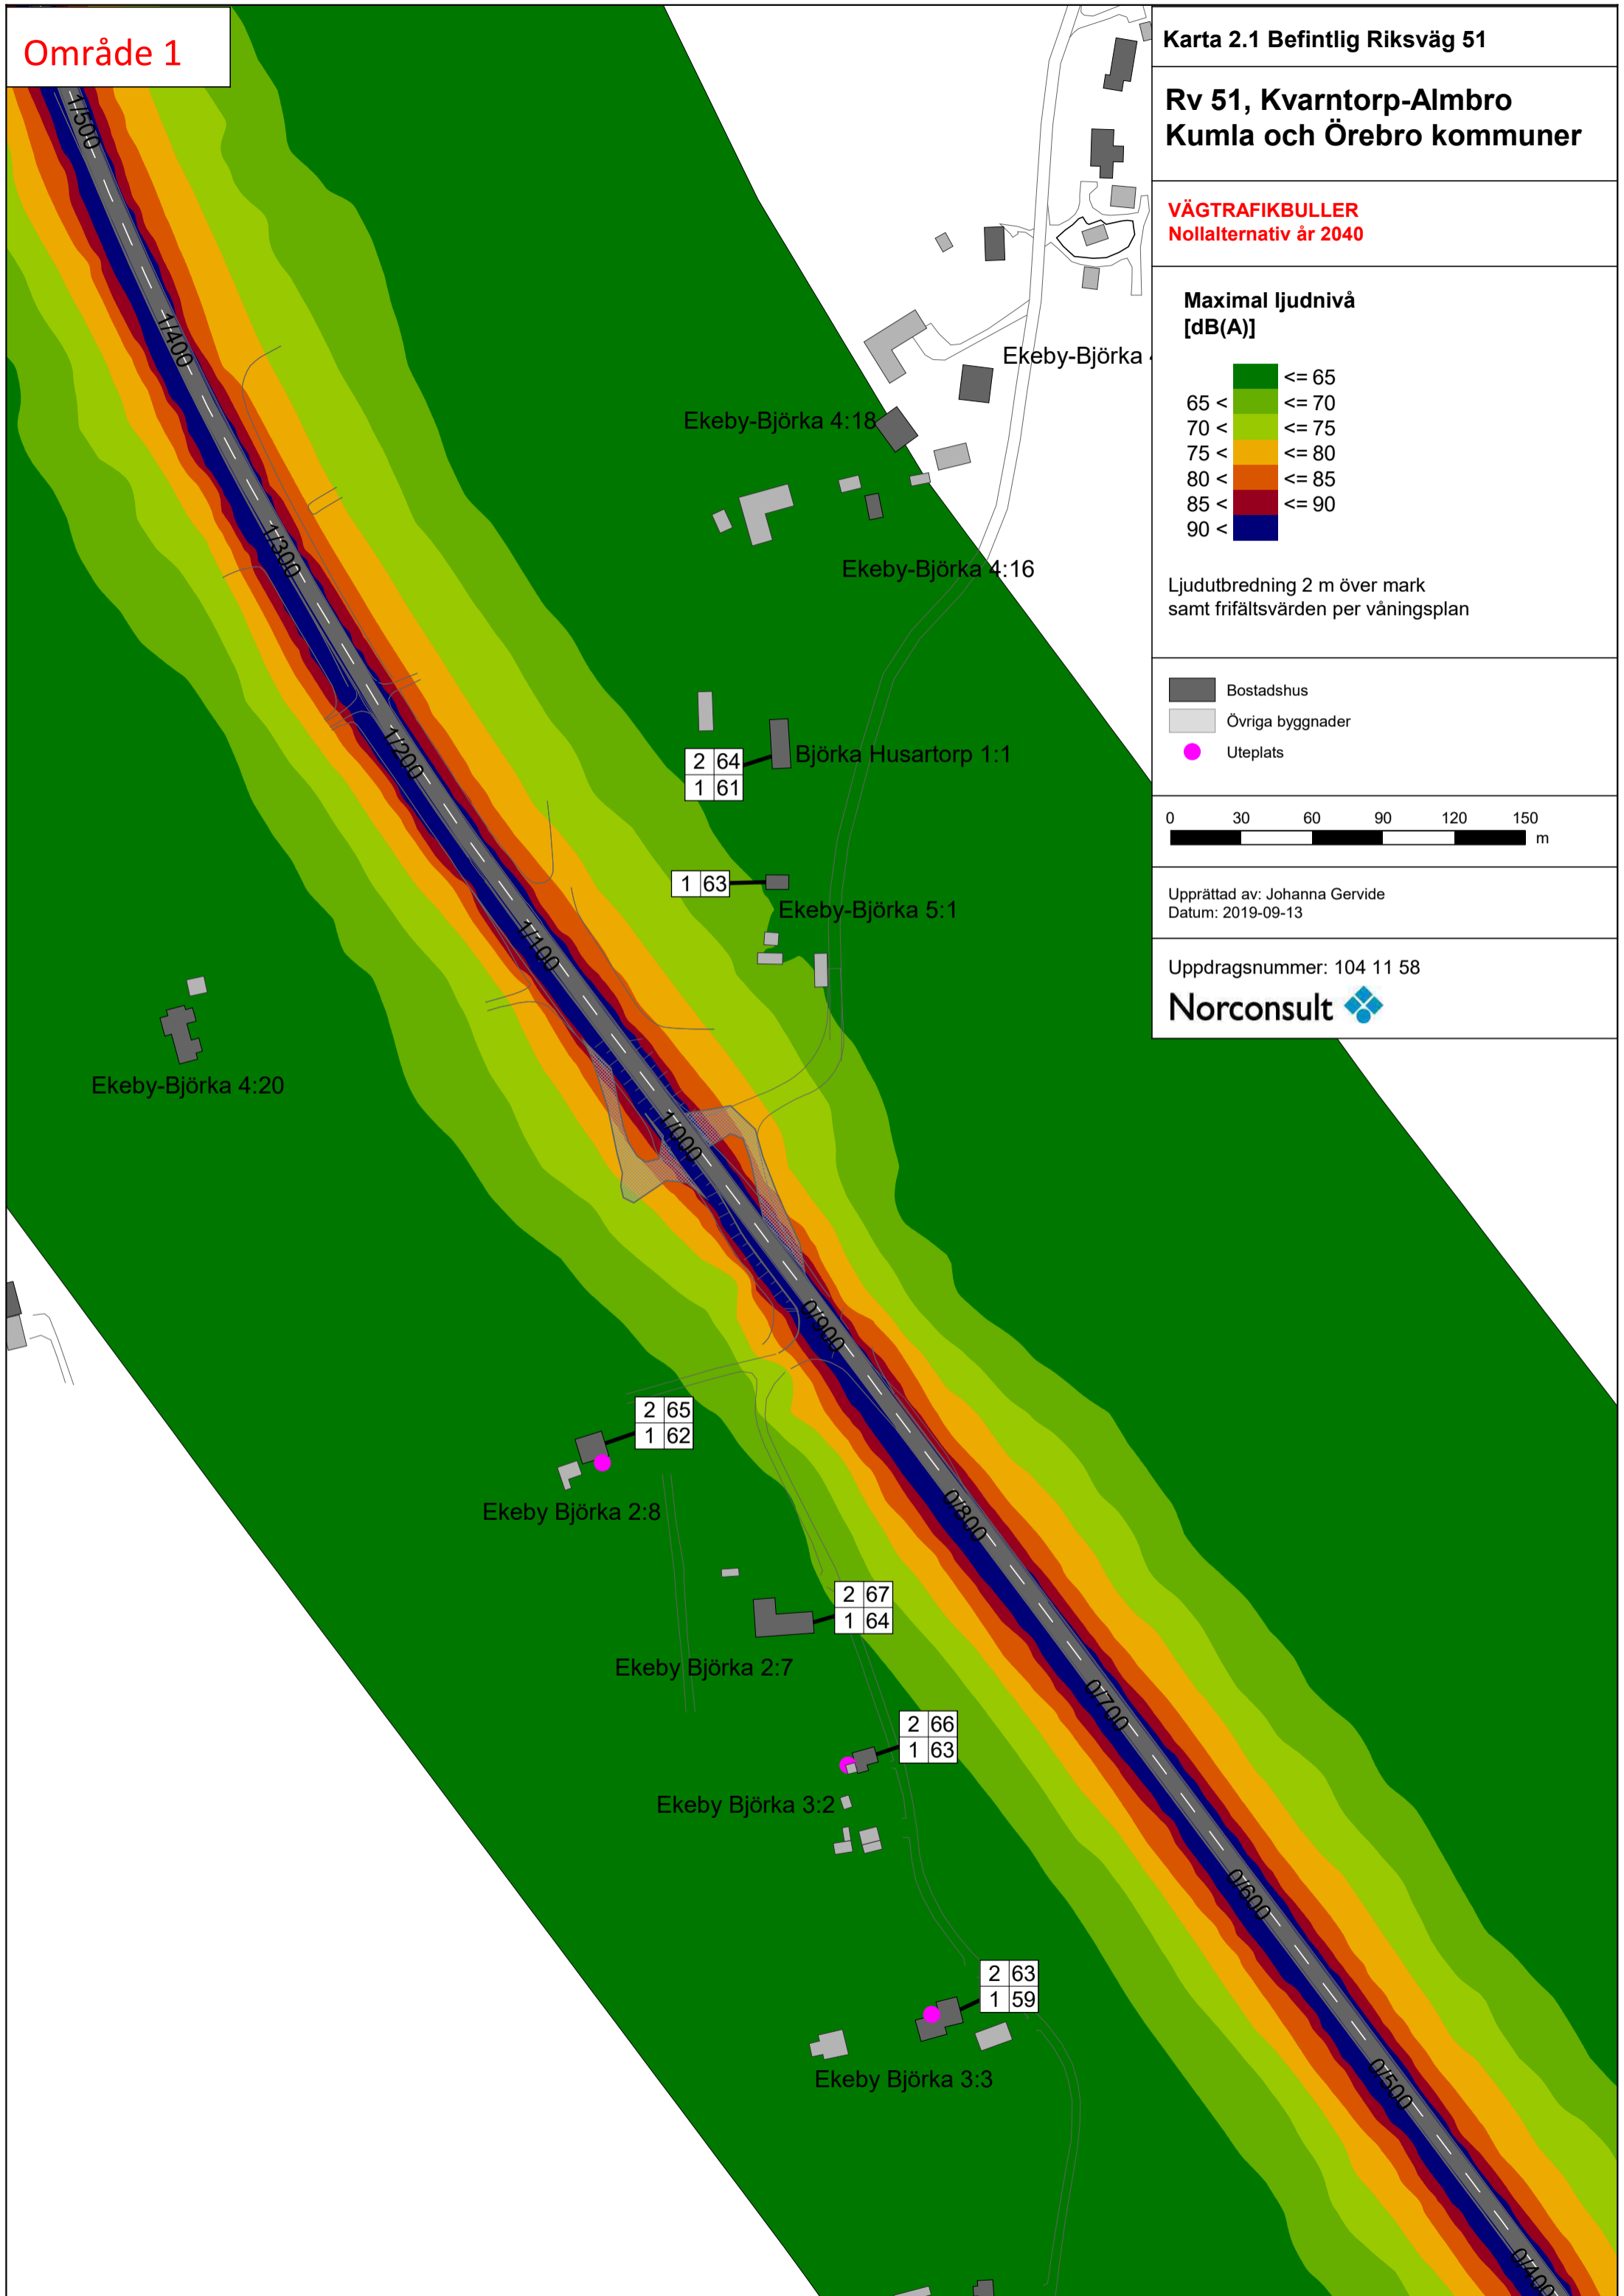 Område 1
Karta 2.1 Befintlig Riksväg 51
Rv 51, Kvarntorp-Almbro
Kumla och Örebro kommuner
VÄGTRAFIKBULLER
Nollalternativ år 2040
Maximal ljudnivå
[dB(A)]
<= 65
65 < <= 70
70 < <= 75
75 < <= 80
80 < <= 85
85 < <= 90
90 <
Ljudutbredning 2 m över mark
samt frifältsvärden per våningsplan
Bostadshus
Övriga byggnader
Uteplats
0 30 60 90 120 150
m
Upprättad av: Johanna Gervide
Datum: 2019-09-13
Uppdragsnummer: 104 11 58
Norconsult
1/500
1/400
Ekeby-Björka
Ekeby-Björka 4:18
1/300
Ekeby-Björka 4:16
1/200
2 64
1 61
Björka Husartorp 1:1
1 63
Ekeby-Björka 5:1
1/100
Ekeby-Björka 4:20
1/000
0/900
2 65
1 62
Ekeby Björka 2:8
0/800
2 67
1 64
Ekeby Björka 2:7
0/700
2 66
1 63
Ekeby Björka 3:2
0/600
2 63
1 59
Ekeby Björka 3:3
0/500
0/400